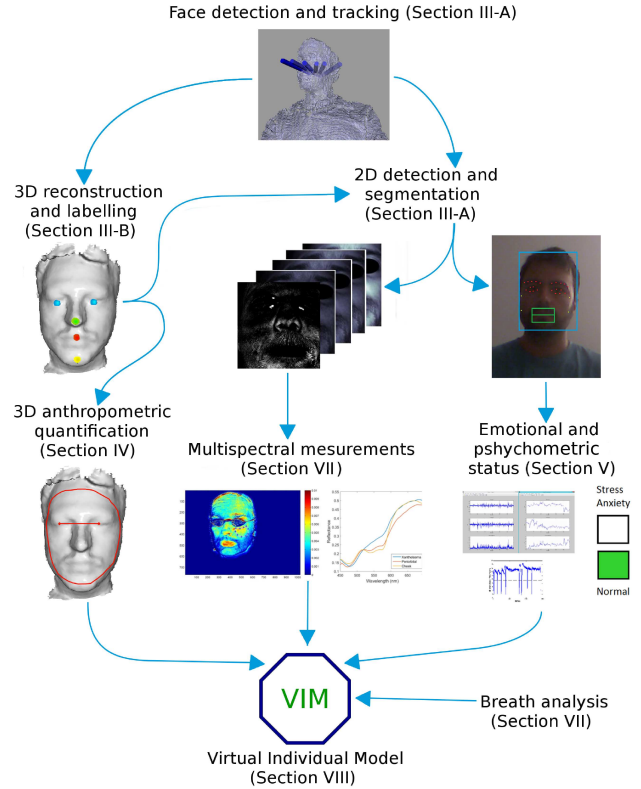 Face detection and tracking (Section III-A)
3D reconstruction
and labelling
(Section III-B)
2D detection and
segmentation
(Section III-A)
3D anthropometric
quantification
(Section IV)
Multispectral mesurements
(Section VII)
Emotional and
pshychometric
status (Section V)
Stress
Anxiety
Normal
Reflectance
Wavelength (nm)
VIM
Breath analysis
(Section VII)
Virtual Individual Model
(Section VIII)